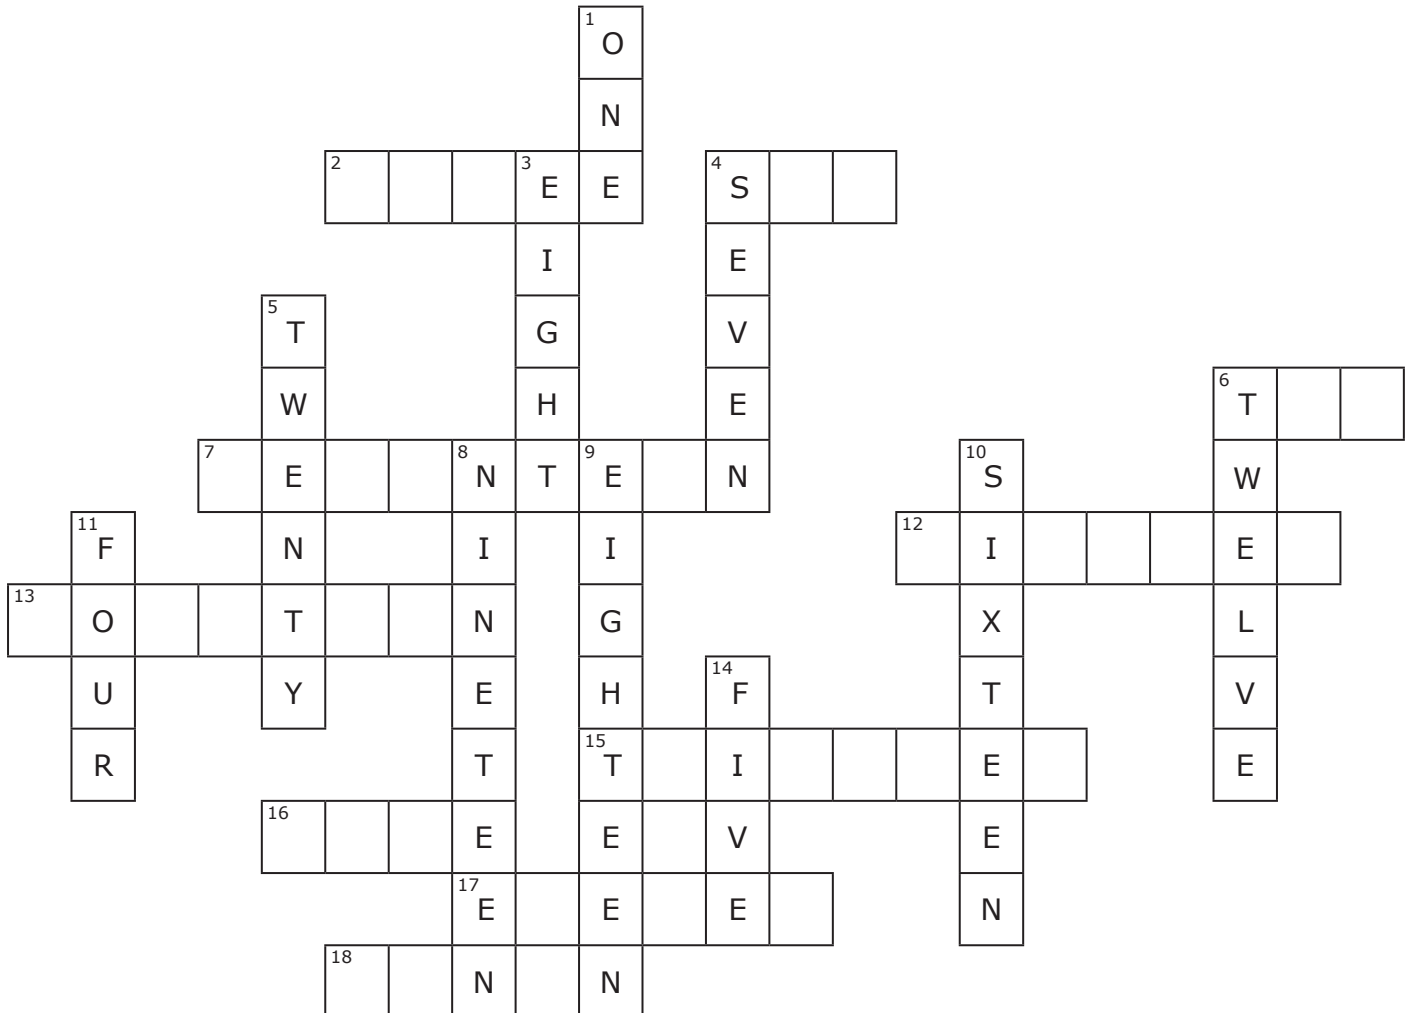 1 O
N
2 3 E E 4 S
I E
5 T G V
W H E 6 T
7 E 8 N T 9 E N 10 S W
11 F N I I 12 I E
13 O T N G X L
U Y E H 14 F T V
R T 15 T I E E
16 E E V E
17 E E E N
18 N N